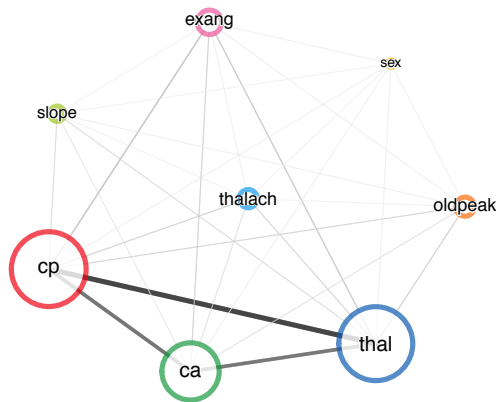 exang
sex
slope
thalach
oldpeak
cp
thal
ca